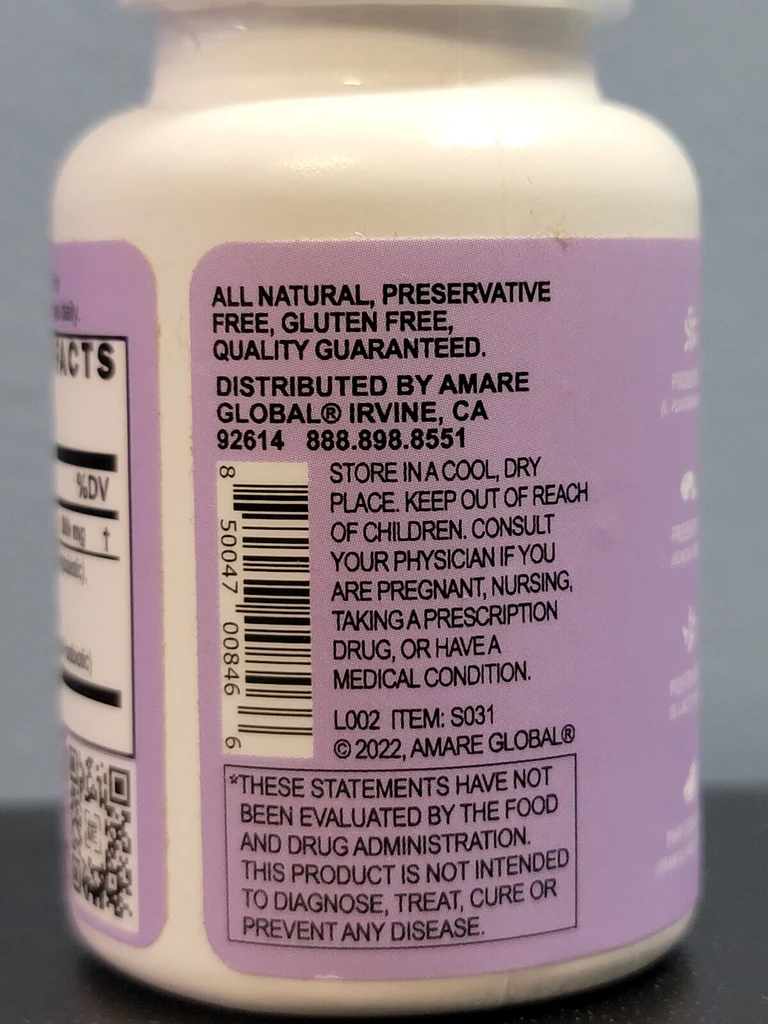 daily.
FACTS
%DV
mg †
ALL NATURAL, PRESERVATIVE
FREE, GLUTEN FREE,
QUALITY GUARANTEED.
DISTRIBUTED BY AMARE
GLOBAL® IRVINE, CA
92614 888.898.8551
STORE IN A COOL, DRY
PLACE. KEEP OUT OF REACH
OF CHILDREN. CONSULT
YOUR PHYSICIAN IF YOU
ARE PREGNANT, NURSING,
TAKING A PRESCRIPTION
DRUG, OR HAVE A
MEDICAL CONDITION.
8 50047 00846 6
L002 ITEM: S031
© 2022, AMARE GLOBAL®
*THESE STATEMENTS HAVE NOT
BEEN EVALUATED BY THE FOOD
AND DRUG ADMINISTRATION.
THIS PRODUCT IS NOT INTENDED
TO DIAGNOSE, TREAT, CURE OR
PREVENT ANY DISEASE.